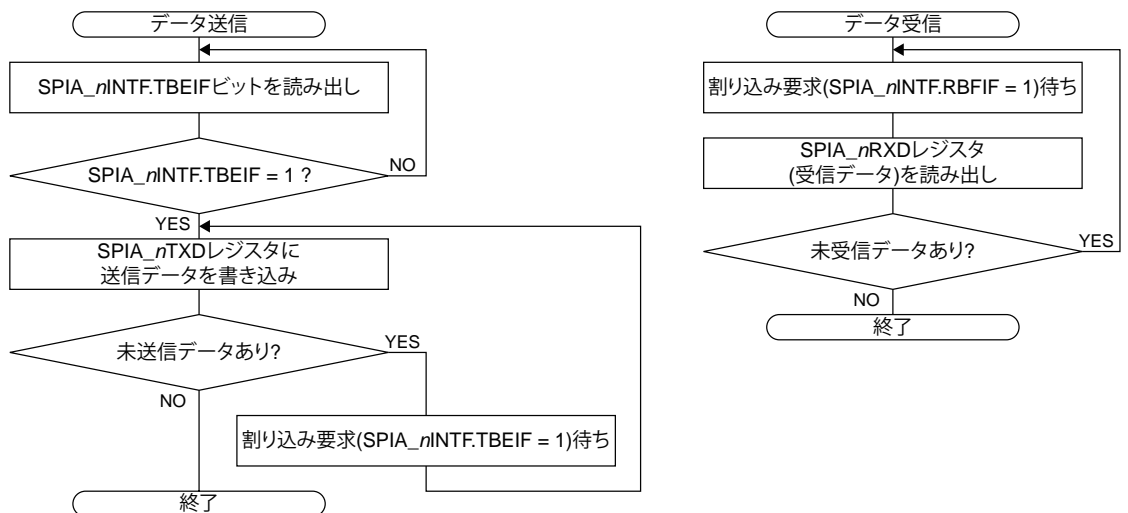 データ送信
SPIA_nINTF.TBEIFビットを読み出し
SPIA_nINTF.TBEIF = 1 ?
NO
YES
SPIA_nTXDレジスタに
送信データを書き込み
未送信データあり?
YES
NO
割り込み要求(SPIA_nINTF.TBEIF = 1)待ち
終了
データ受信
割り込み要求(SPIA_nINTF.RBFIF = 1)待ち
SPIA_nRXDレジスタ
(受信データ)を読み出し
未受信データあり?
YES
NO
終了